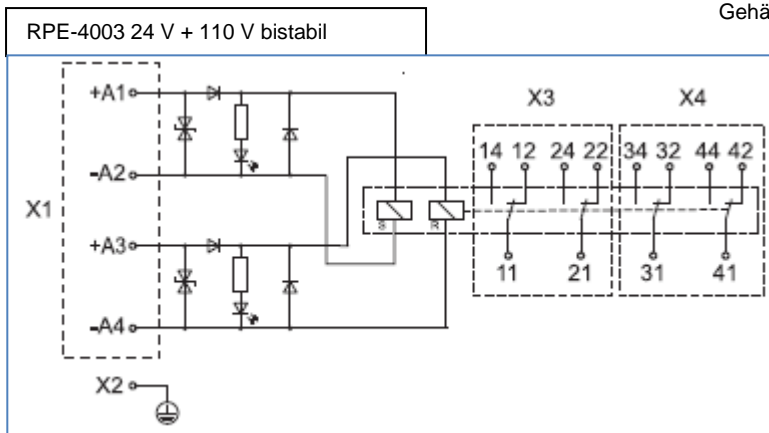 Gehä
RPE-4003 24 V + 110 V bistabil
+A1
-A2
X1
+A3
-A4
X2
X3
X4
14 12 24 22 34 32 44 42
S
R
11
21
31
41